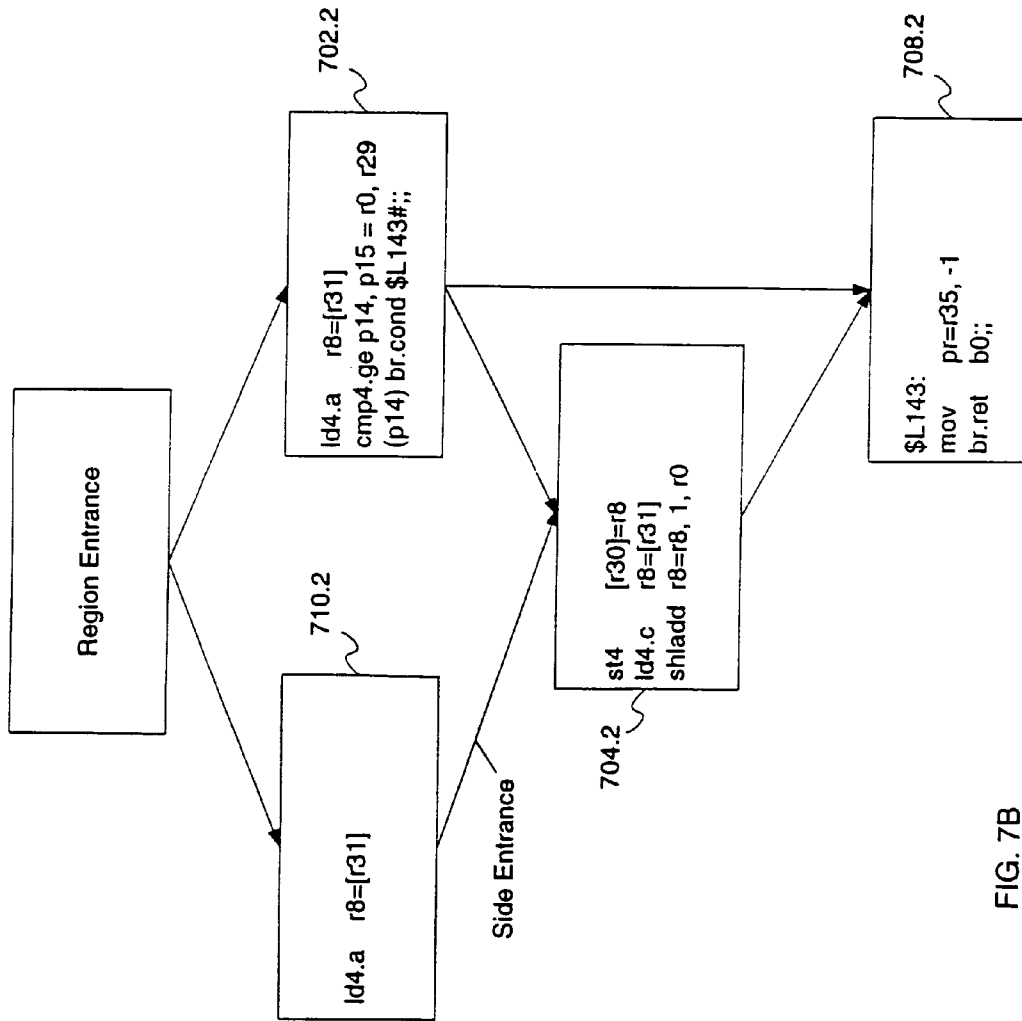 Region Entrance
710.2
ld4.a r8=[r31]
702.2
ld4.a r8=[r31]
cmp4.ge p14, p15 = r0, r29
(p14) br.cond $L143#;;
Side Entrance
704.2
st4 [r30]=r8
ld4.c r8=[r31]
shladd r8=r8, 1, r0
708.2
$L143:
mov pr=r35, -1
br.ret b0;;
FIG. 7B